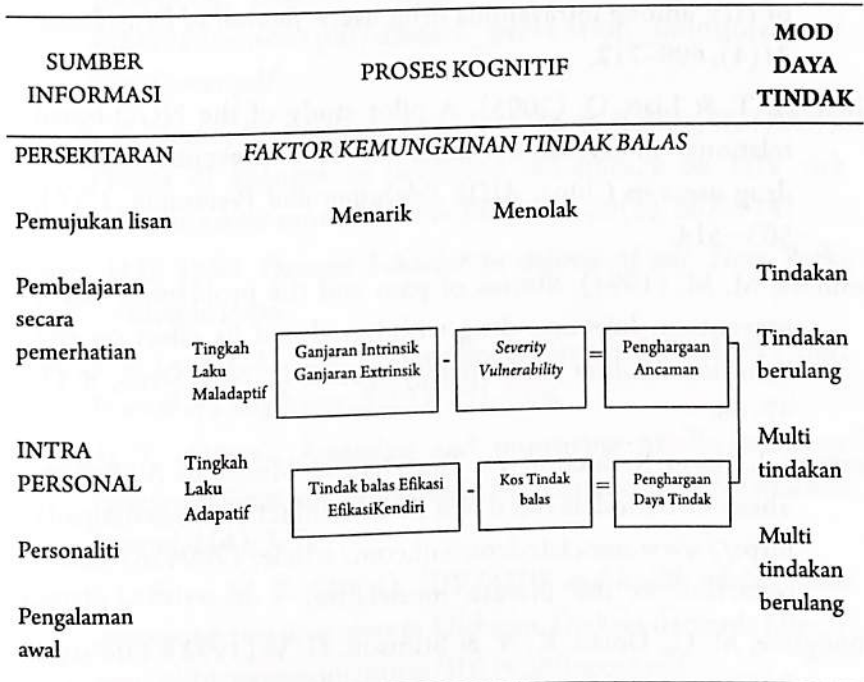 SUMBER
INFORMASI
PROSES KOGNITIF
MOD
DAYA
TINDAK
PERSEKITARAN
FAKTOR KEMUNGKINAN TINDAK BALAS
Pemujukan lisan
Menarik
Menolak
Pembelajaran
secara
pemerhatian
Tingkah
Laku
Maladaptif
Ganjaran Intrinsik
Ganjaran Extrinsik
-
Severity
Vulnerability
=
Penghargaan
Ancaman
Tindakan
Tindakan
berulang
INTRA
PERSONAL
Tingkah
Laku
Adapatif
Tindak balas Efikasi
EfikasiKendiri
-
Kos Tindak
balas
=
Penghargaan
Daya Tindak
Multi
tindakan
Personaliti
Multi
tindakan
berulang
Pengalaman
awal